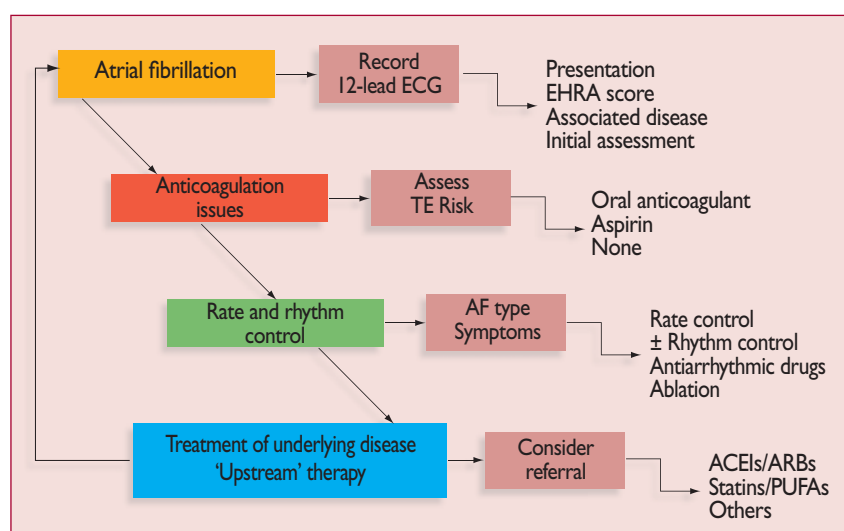 Atrial fibrillation
Record
12-lead ECG
Presentation
EHRA score
Associated disease
Initial assessment
Anticoagulation
issues
Assess
TE Risk
Oral anticoagulant
Aspirin
None
Rate and rhythm
control
AF type
Symptoms
Rate control
± Rhythm control
Antiarrhythmic drugs
Ablation
Treatment of underlying disease
‘Upstream’ therapy
Consider
referral
ACEIs/ARBs
Statins/PUFAs
Others